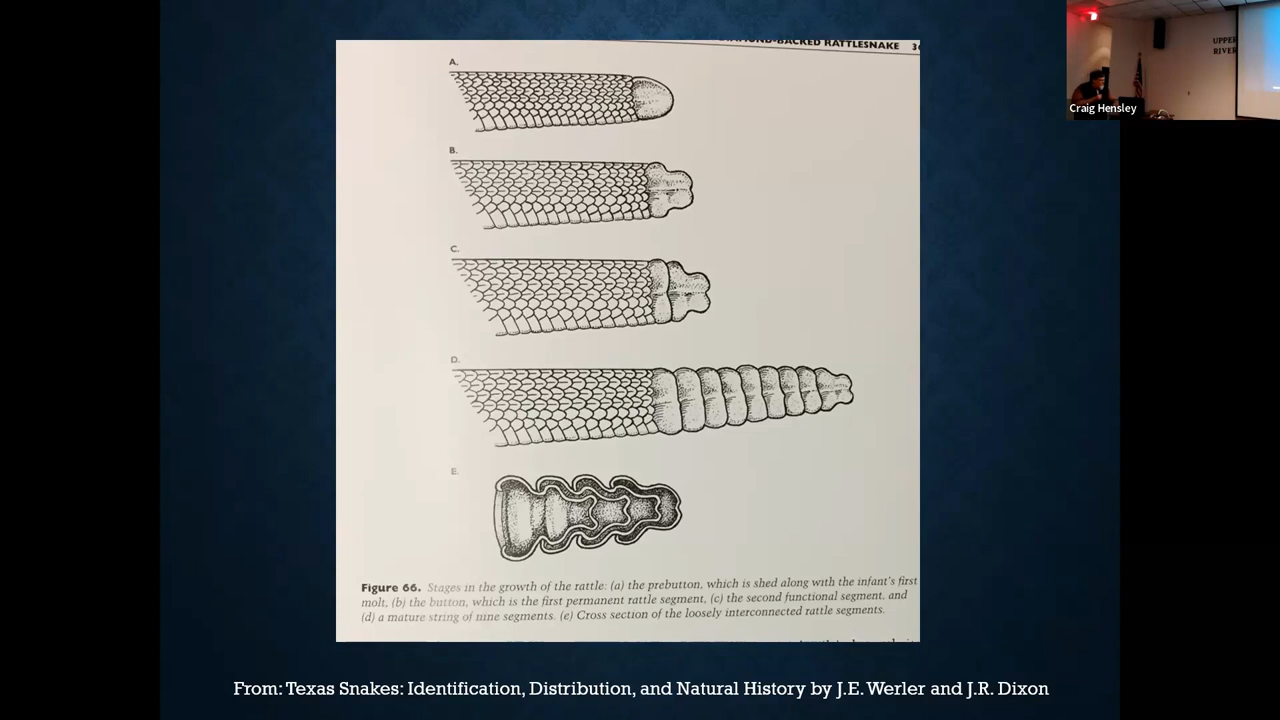 DIAMOND-BACKED RATTLESNAKE
A.
B.
C.
D.
E.
Figure 66. Stages in the growth of the rattle: (a) the prebutton, which is shed along with the infant's first
molt, (b) the button, which is the first permanent rattle segment, (c) the second functional segment, and
(d) a mature string of nine segments. (e) Cross section of the loosely interconnected rattle segments.
From: Texas Snakes: Identification, Distribution, and Natural History by J.E. Werler and J.R. Dixon
UPPER
RIVER
Craig Hensley